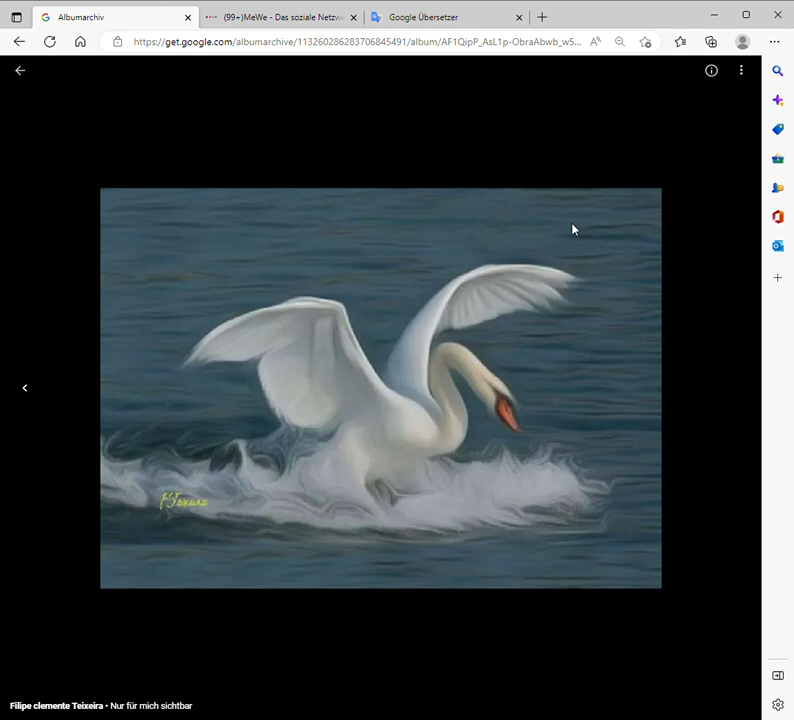 Albumarchiv
(99+)MeWe - Das soziale Netzwe
Google Übersetzer
https://get.google.com/albumarchive/113260286283706845491/album/AF1QipP_AsL1p-ObraAbwb_w5...
Filipe clemente Teixeira • Nur für mich sichtbar